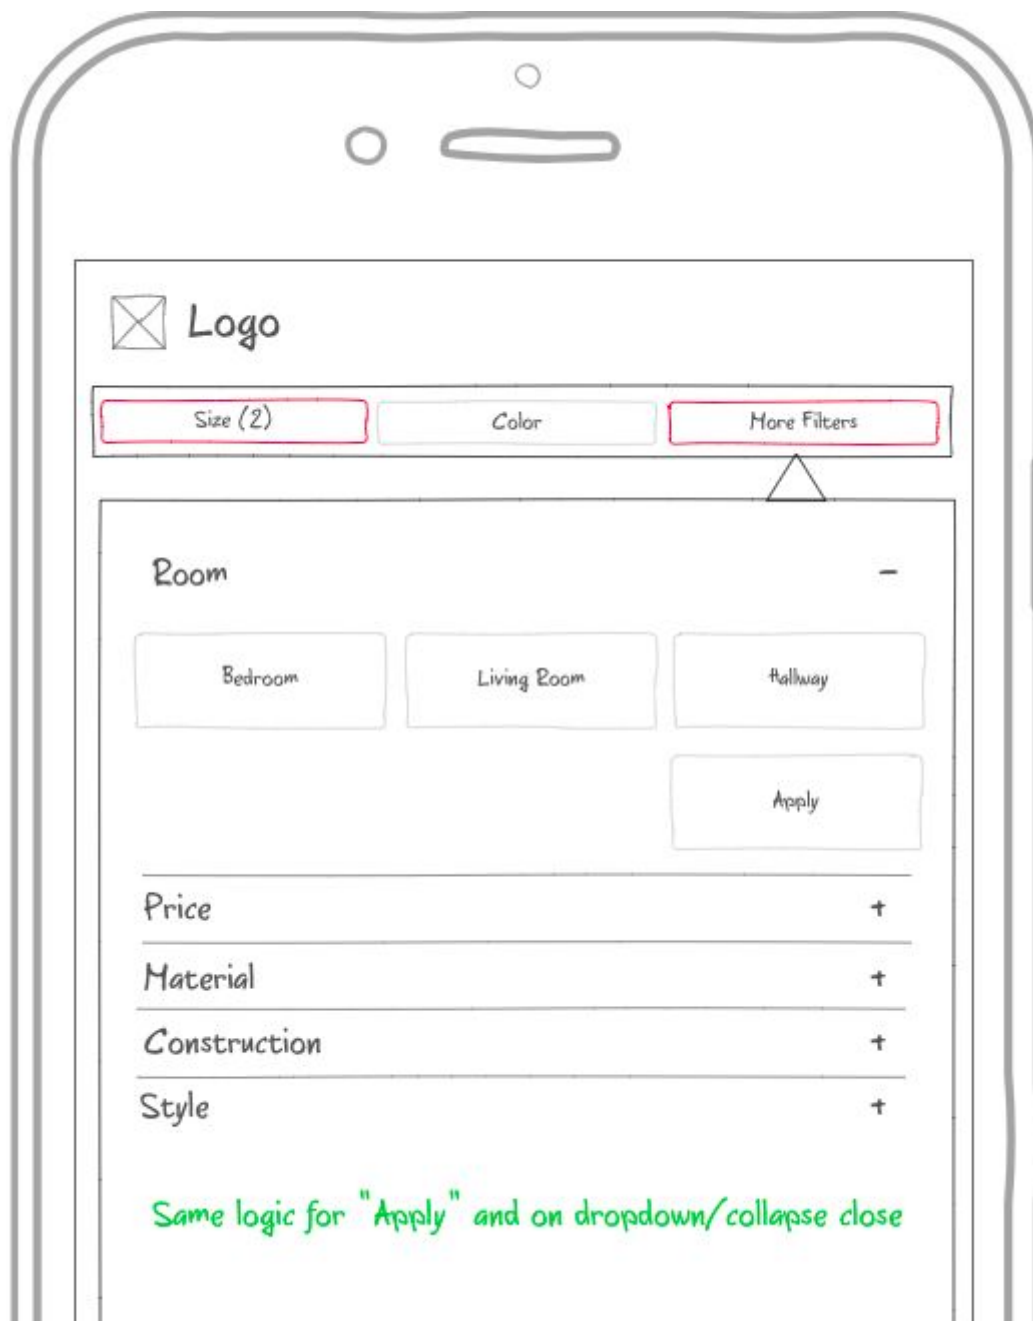 Logo
Size (2) Color More Filters
Room -
Bedroom Living Room Hallway
Apply
Price +
Material +
Construction +
Style +
Same logic for "Apply" and on dropdown/collapse close